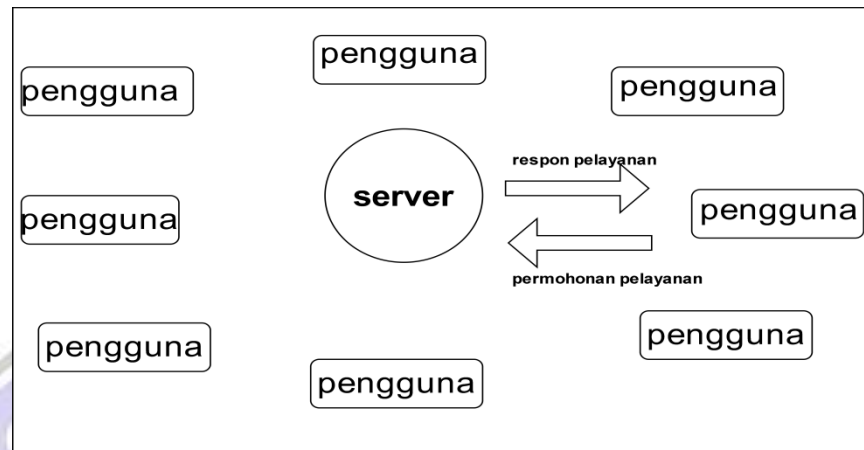 pengguna
pengguna
pengguna
respon pelayanan
server
pengguna
pengguna
permohonan pelayanan
pengguna
pengguna
pengguna